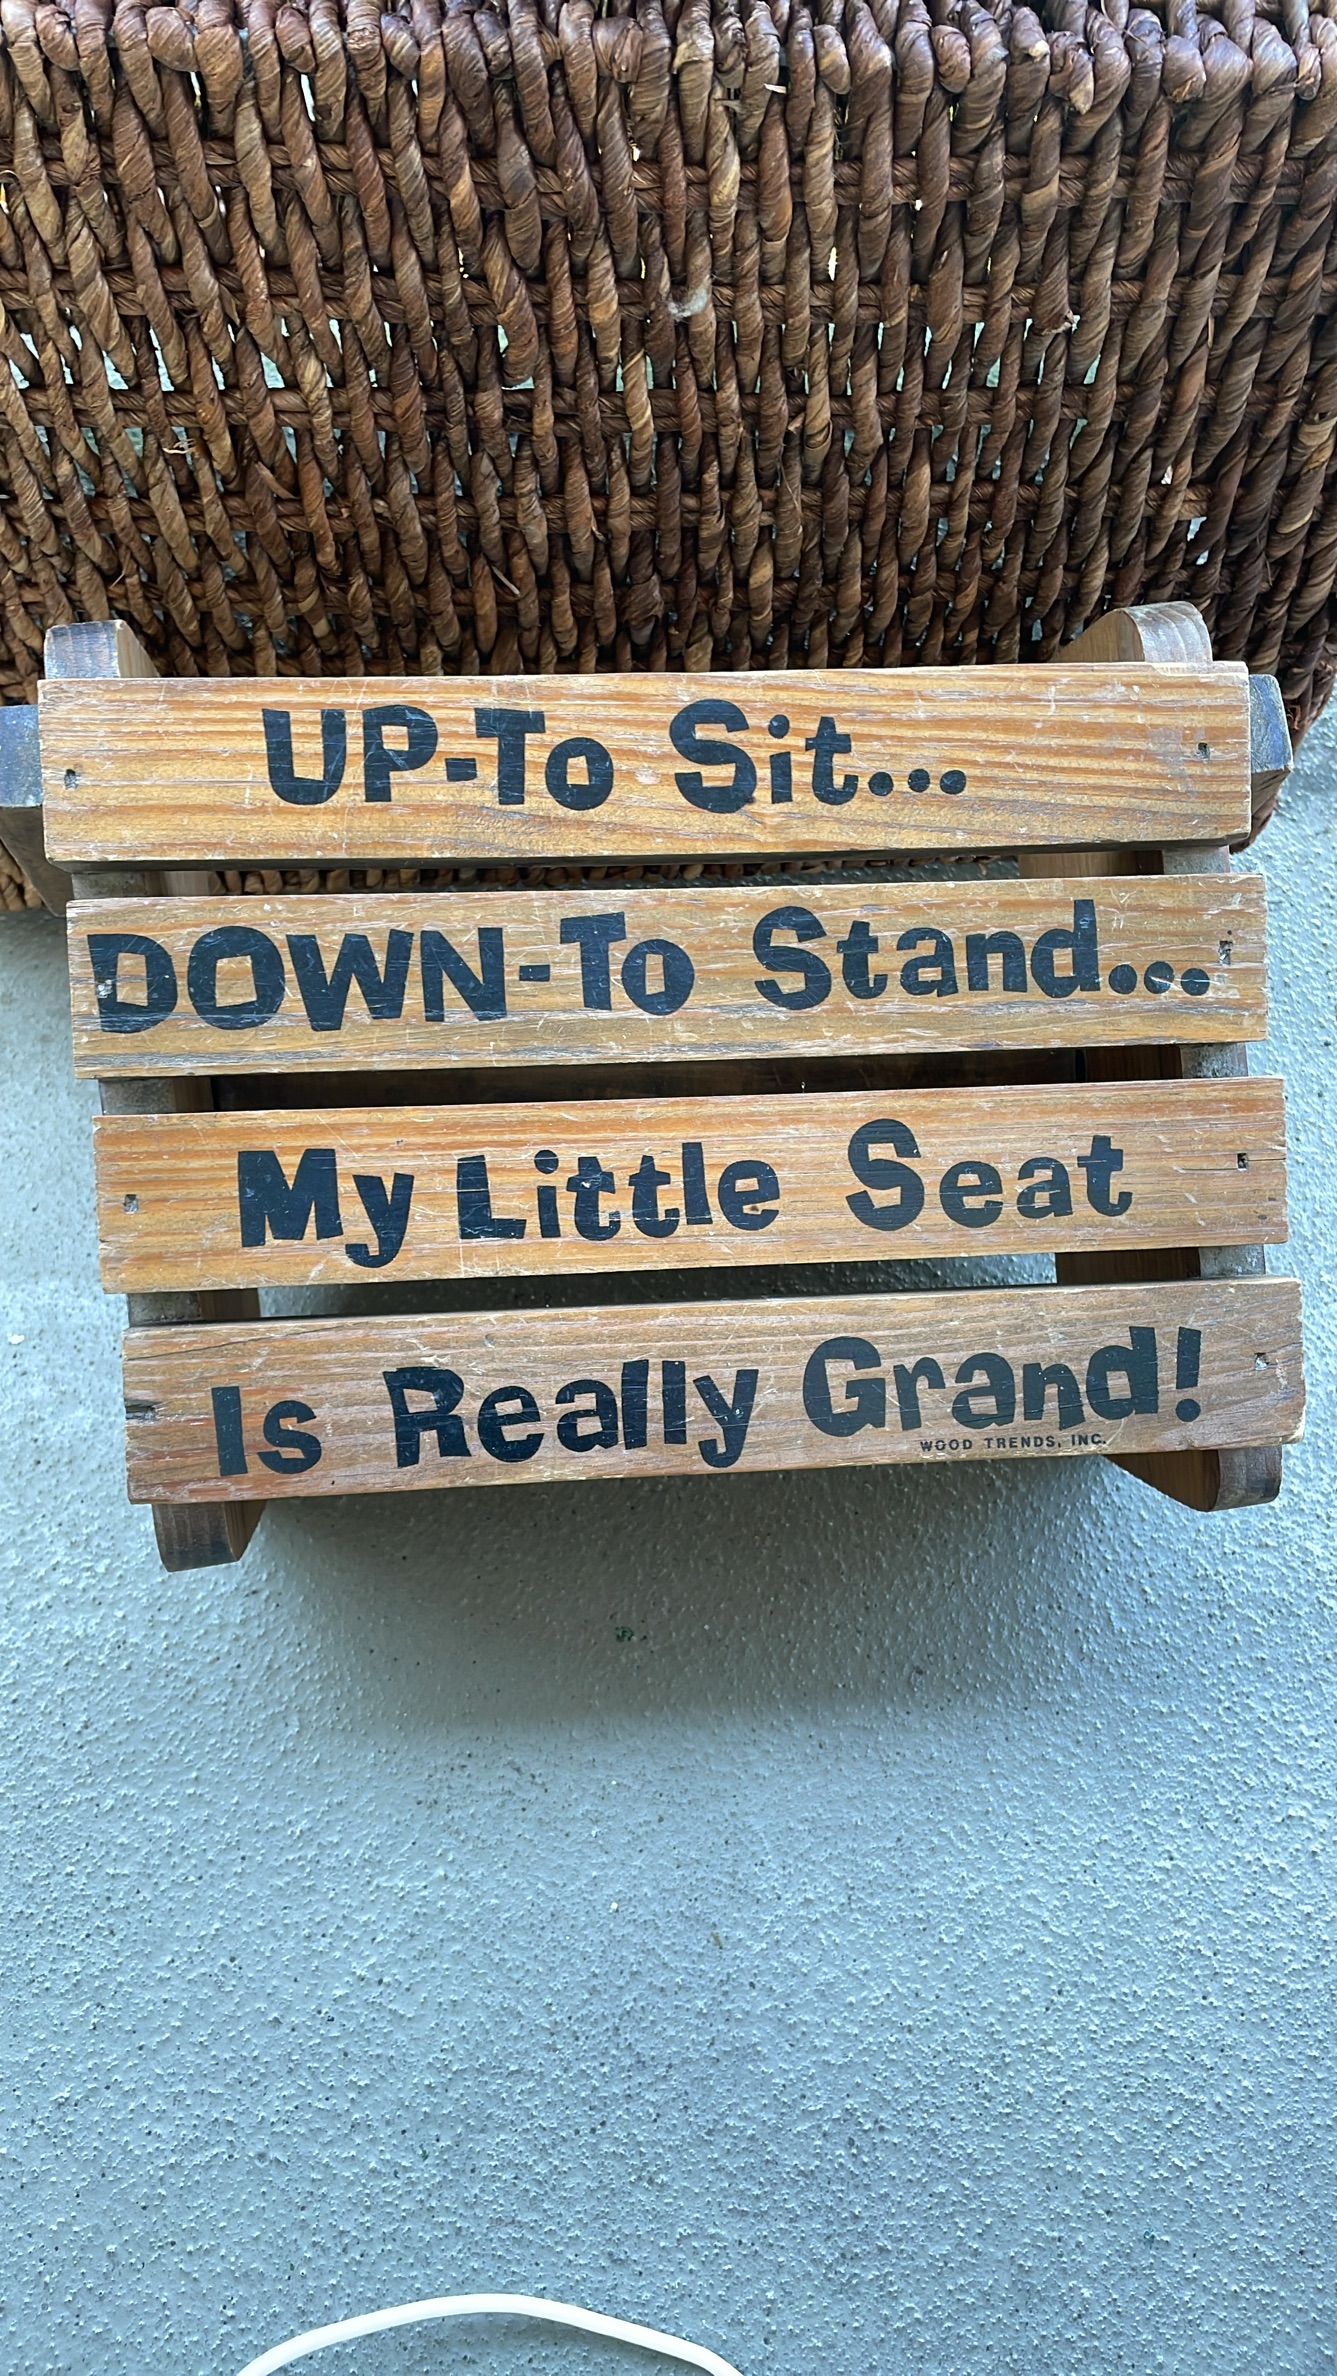 UP-To Sit...
DOWN-To Stand...
My Little Seat
Is Really Grand!
WOOD TRENDS, INC.